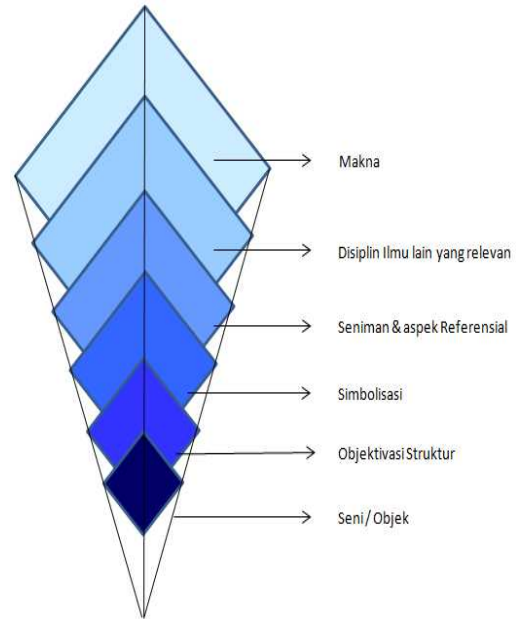 Makna
Disiplin Ilmu lain yang relevan
Seniman & aspek Referensial
Simbolisasi
Objektivasi Struktur
Seni / Objek